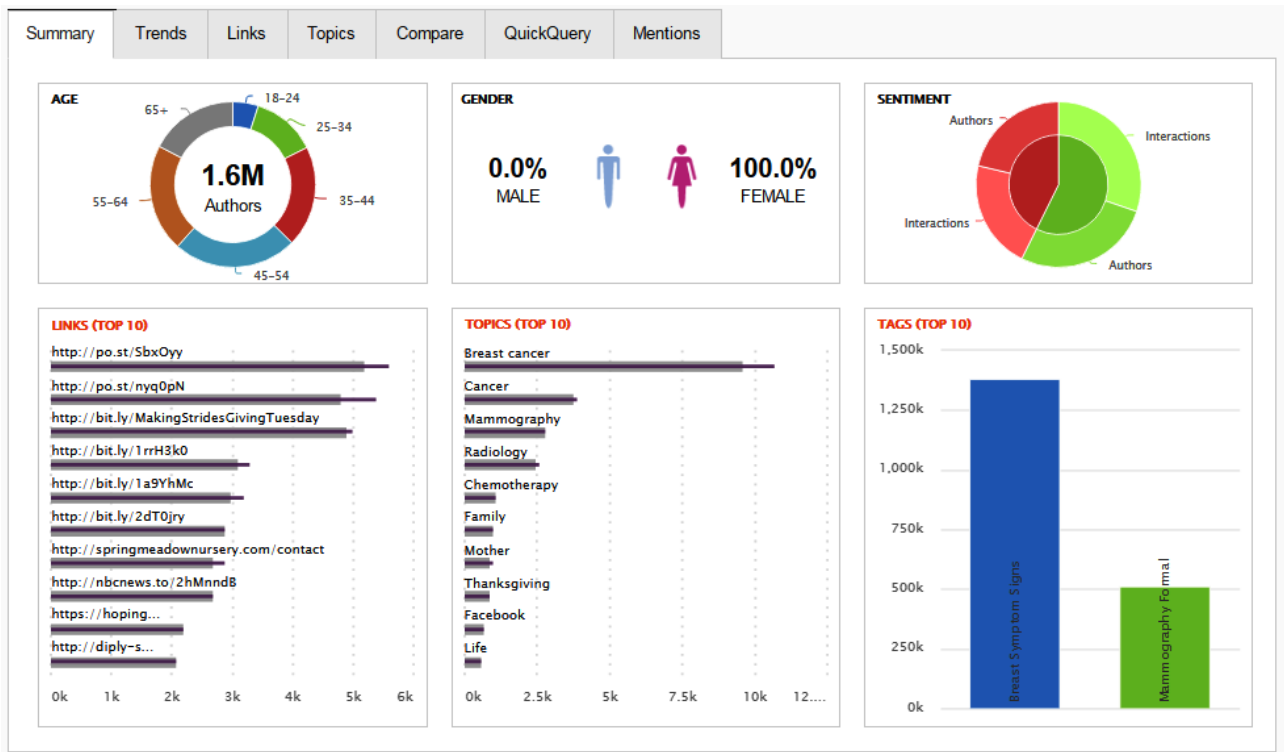 Summary Trends Links Topics Compare QuickQuery Mentions
AGE
18-24
65+
25-34
1.6M
Authors
55-64
35-44
45-54
GENDER
0.0%
MALE
100.0%
FEMALE
SENTIMENT
Authors
Interactions
Interactions
Authors
LINKS (TOP 10)
http://po.st/SbxOyy
http://po.st/nyq0pN
http://bit.ly/MakingStridesGivingTuesday
http://bit.ly/1rrH3k0
http://bit.ly/1a9YhMc
http://bit.ly/2dT0jry
http://springmeadownursery.com/contact
http://nbcnews.to/2hMnndB
https://hoping...
http://diply-s...
0k 1k 2k 3k 4k 5k 6k
TOPICS (TOP 10)
Breast cancer
Cancer
Mammography
Radiology
Chemotherapy
Family
Mother
Thanksgiving
Facebook
Life
0k 2.5k 5k 7.5k 10k 12....
TAGS (TOP 10)
1,500k
1,250k
1,000k
750k
500k
250k
0k
Breast Symptom Signs
Mammography Formal